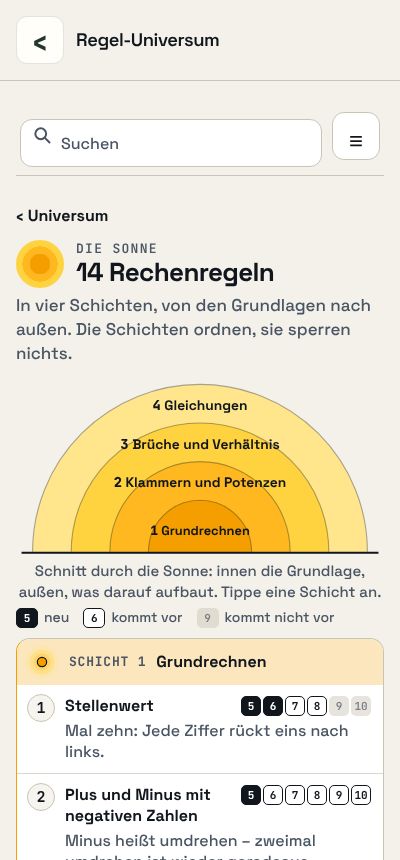 < Regel-Universum
Suchen
≡
< Universum
DIE SONNE
14 Rechenregeln
In vier Schichten, von den Grundlagen nach
außen. Die Schichten ordnen, sie sperren
nichts.
4 Gleichungen
3 Brüche und Verhältnis
2 Klammern und Potenzen
1 Grundrechnen
Schnitt durch die Sonne: innen die Grundlage,
außen, was darauf aufbaut. Tippe eine Schicht an.
5 neu 6 kommt vor 9 kommt nicht vor
SCHICHT 1 Grundrechnen
1 Stellenwert 5 6 7 8 9 10
Mal zehn: Jede Ziffer rückt eins nach
links.
2 Plus und Minus mit 5 6 7 8 9 10
negativen Zahlen
Minus heißt umdrehen – zweimal